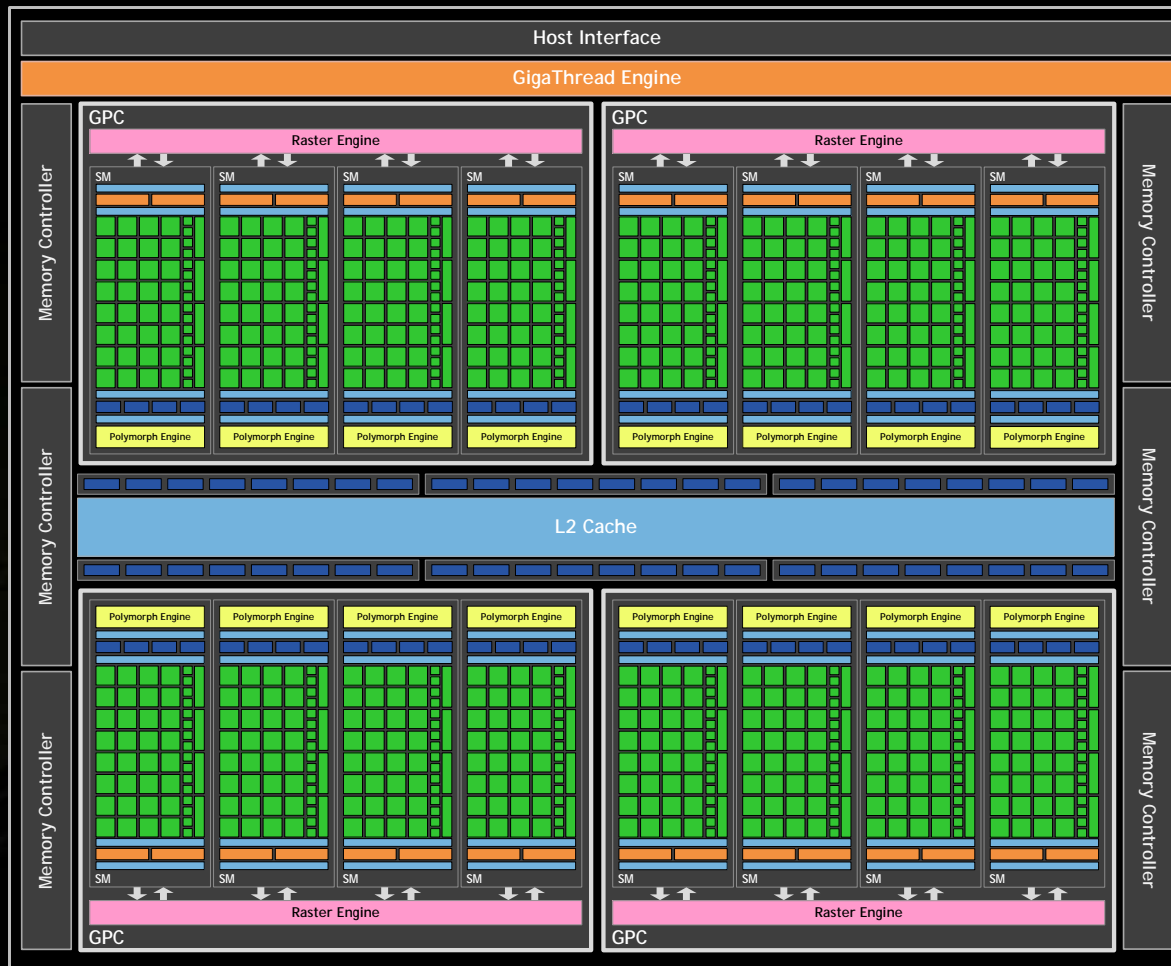 Host Interface
GigaThread Engine
Memory Controller
GPC
Raster Engine
SM
SM
SM
SM
Polymorph Engine
Polymorph Engine
Polymorph Engine
Polymorph Engine
GPC
Raster Engine
SM
SM
SM
SM
Polymorph Engine
Polymorph Engine
Polymorph Engine
Polymorph Engine
Memory Controller
Memory Controller
L2 Cache
Memory Controller
Memory Controller
Polymorph Engine
Polymorph Engine
Polymorph Engine
Polymorph Engine
SM
SM
SM
SM
Raster Engine
GPC
Polymorph Engine
Polymorph Engine
Polymorph Engine
Polymorph Engine
SM
SM
SM
SM
Raster Engine
GPC
Memory Controller